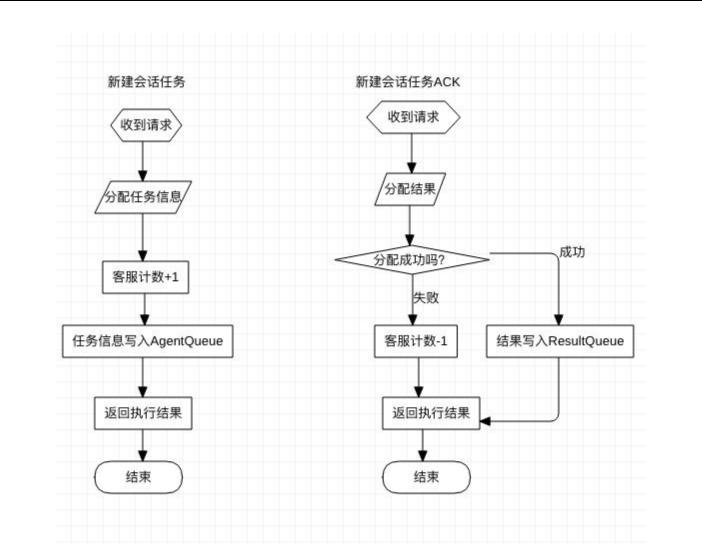 新建会话任务
收到请求
分配任务信息
客服计数+1
任务信息写入AgentQueue
返回执行结果
结束
新建会话任务ACK
收到请求
分配结果
分配成功吗?
成功
失败
客服计数-1
结果写入ResultQueue
返回执行结果
结束